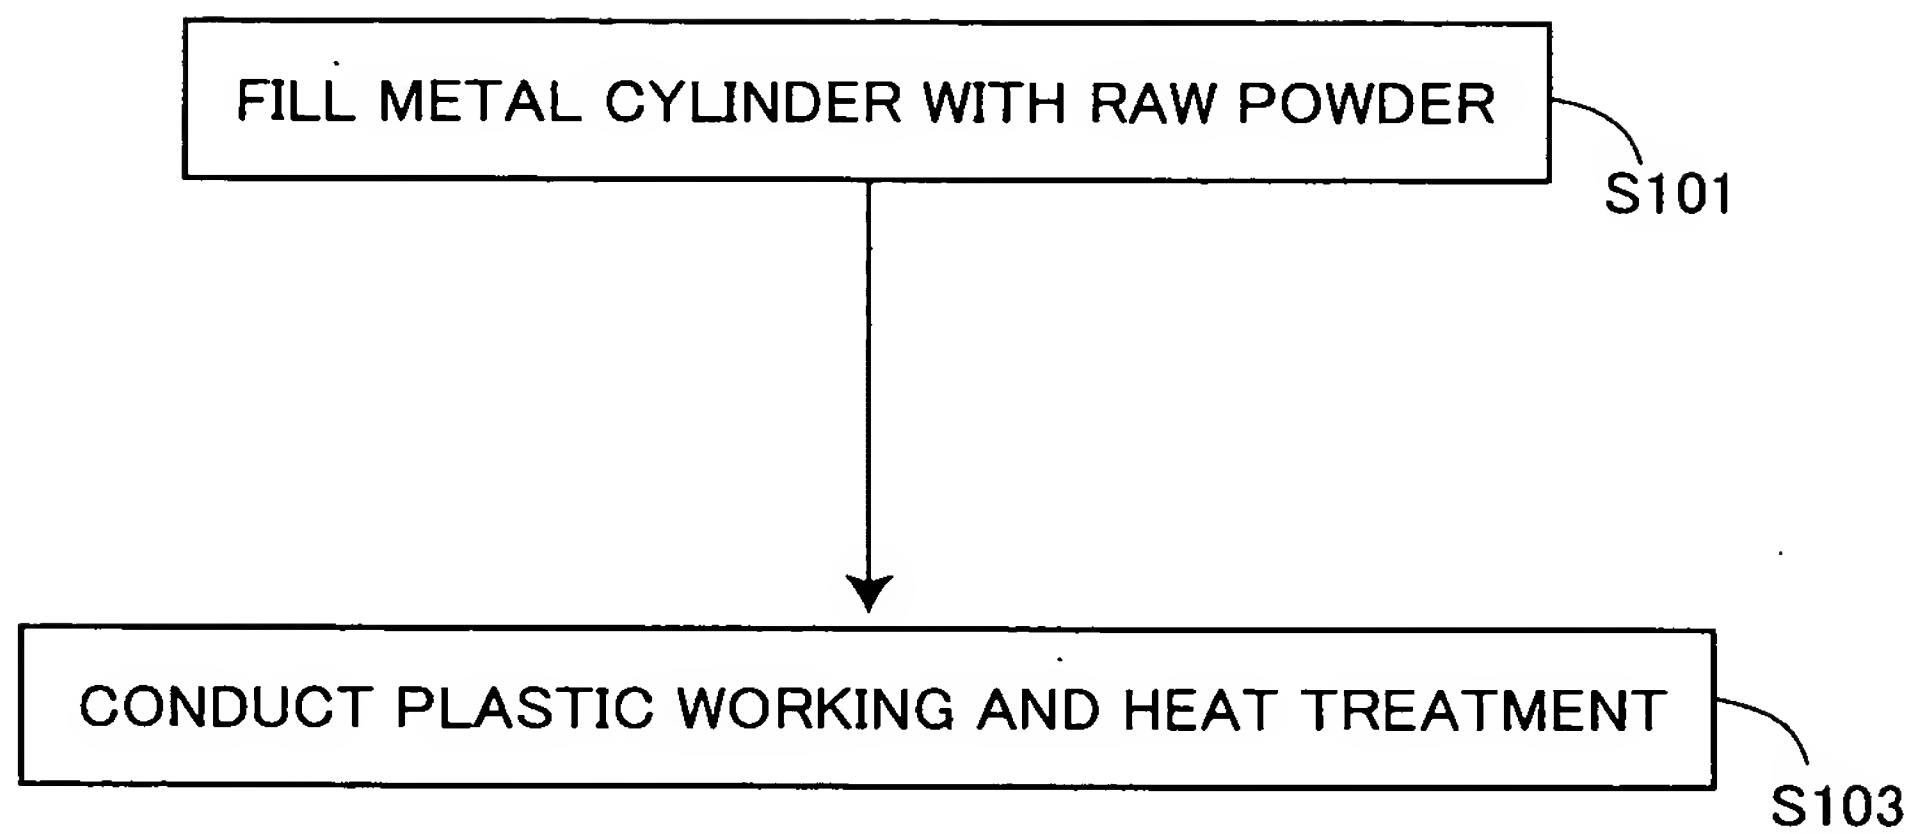 FILL METAL CYLINDER WITH RAW POWDER
S101
CONDUCT PLASTIC WORKING AND HEAT TREATMENT
S103